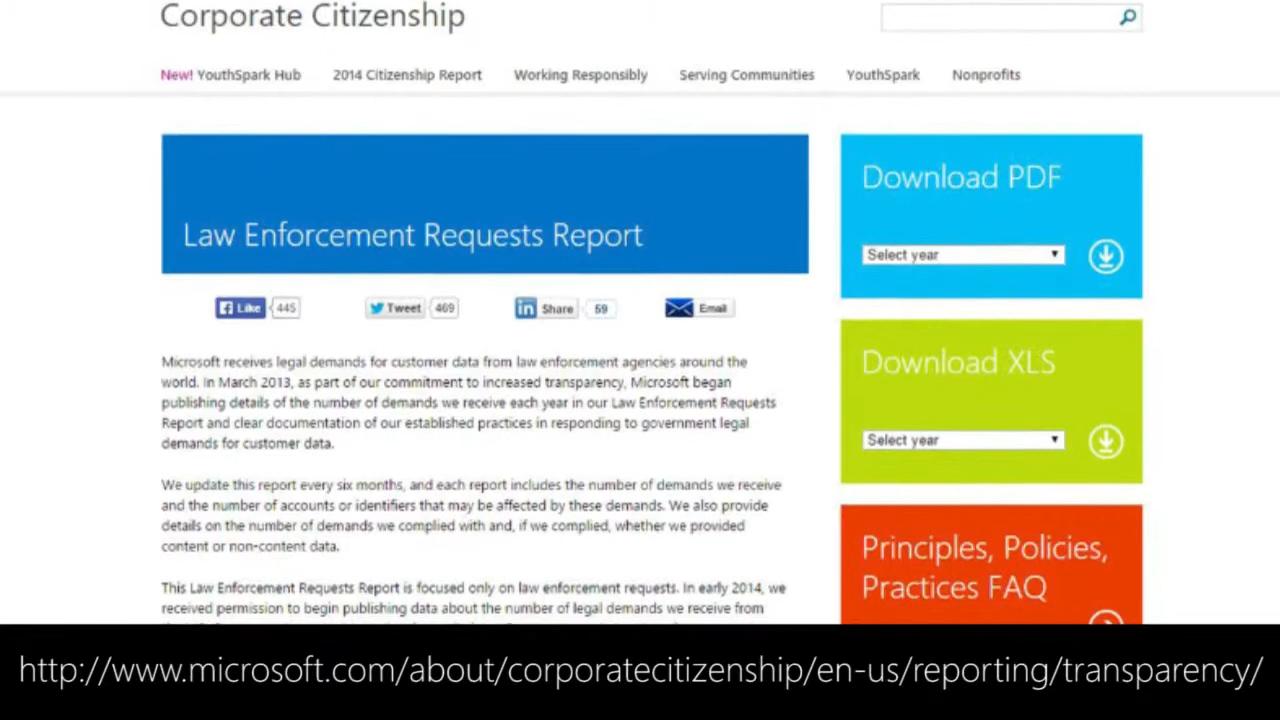 Corporate Citizenship
New! YouthSpark Hub 2014 Citizenship Report Working Responsibly Serving Communities YouthSpark Nonprofits
Law Enforcement Requests Report
Like 445 Tweet 469 Share 59 Email
Microsoft receives legal demands for customer data from law enforcement agencies around the
world. In March 2013, as part of our commitment to increased transparency, Microsoft began
publishing details of the number of demands we receive each year in our Law Enforcement Requests
Report and clear documentation of our established practices in responding to government legal
demands for customer data.
We update this report every six months, and each report includes the number of demands we receive
and the number of accounts or identifiers that may be affected by these demands. We also provide
details on the number of demands we complied with and, if we complied, whether we provided
content or non-content data.
This Law Enforcement Requests Report is focused only on law enforcement requests. In early 2014, we
received permission to begin publishing data about the number of legal demands we receive from
Download PDF
Select year
Download XLS
Select year
Principles, Policies,
Practices FAQ
http://www.microsoft.com/about/corporatecitizenship/en-us/reporting/transparency/